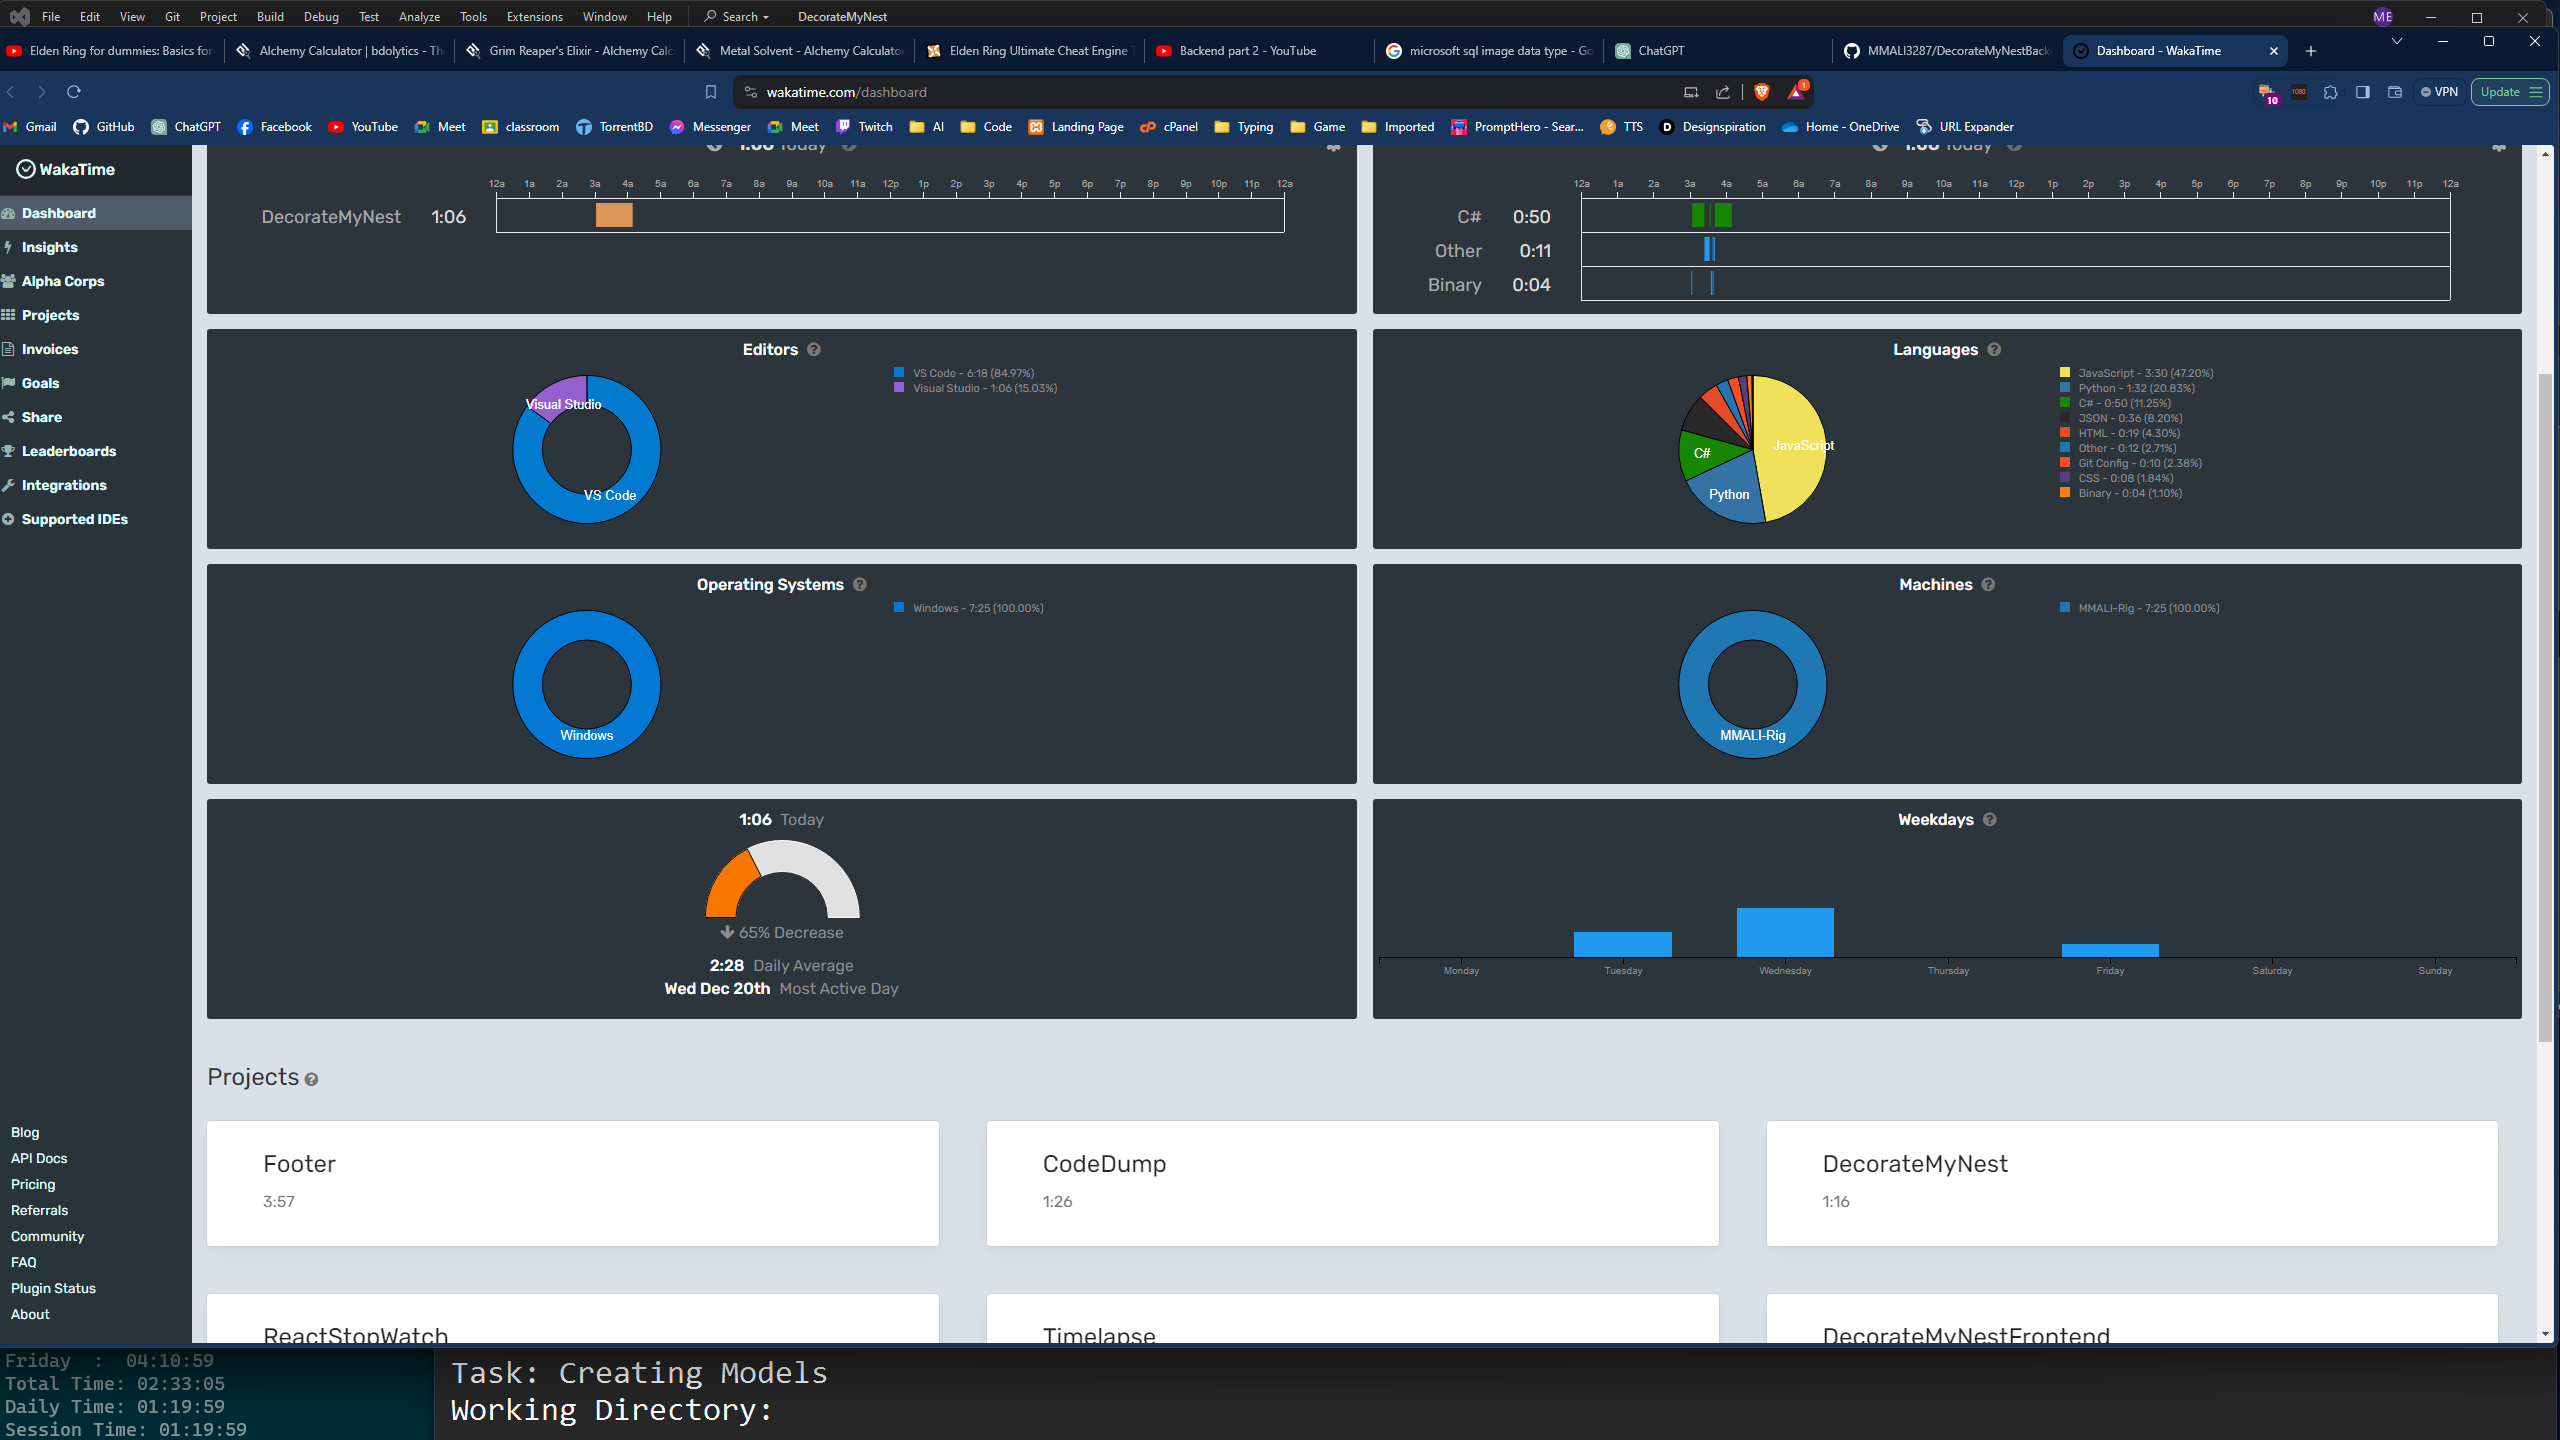 File Edit View Git Project Build Debug Test Analyze Tools Extensions Window Help Search DecorateMyNest ME
Elden Ring for dummies: Basics for
Alchemy Calculator | bdolytics - Th
Grim Reaper's Elixir - Alchemy Calc
Metal Solvent - Alchemy Calculator
Elden Ring Ultimate Cheat Engine T
Backend part 2 - YouTube
microsoft sql image data type - Go
ChatGPT
MMALI3287/DecorateMyNestBack
Dashboard - WakaTime
wakatime.com/dashboard
1
10
1080
VPN
Update
Gmail GitHub ChatGPT Facebook YouTube Meet classroom TorrentBD Messenger Meet Twitch AI Code Landing Page cPanel Typing Game Imported PromptHero - Sear... TTS Designspiration Home - OneDrive URL Expander
WakaTime
Dashboard
Insights
Alpha Corps
Projects
Invoices
Goals
Share
Leaderboards
Integrations
Supported IDEs
Blog
API Docs
Pricing
Referrals
Community
FAQ
Plugin Status
About
Today
12a 1a 2a 3a 4a 5a 6a 7a 8a 9a 10a 11a 12p 1p 2p 3p 4p 5p 6p 7p 8p 9p 10p 11p 12a
DecorateMyNest 1:06
Today
12a 1a 2a 3a 4a 5a 6a 7a 8a 9a 10a 11a 12p 1p 2p 3p 4p 5p 6p 7p 8p 9p 10p 11p 12a
C# 0:50
Other 0:11
Binary 0:04
Editors
VS Code - 6:18 (84.97%)
Visual Studio - 1:06 (15.03%)
Visual Studio
VS Code
Languages
JavaScript - 3:30 (47.20%)
Python - 1:32 (20.83%)
C# - 0:50 (11.25%)
JSON - 0:36 (8.20%)
HTML - 0:19 (4.30%)
Other - 0:12 (2.71%)
Git Config - 0:10 (2.38%)
CSS - 0:08 (1.84%)
Binary - 0:04 (1.10%)
JavaScript
C#
Python
Operating Systems
Windows - 7:25 (100.00%)
Windows
Machines
MMALI-Rig - 7:25 (100.00%)
MMALI-Rig
1:06 Today
65% Decrease
2:28 Daily Average
Wed Dec 20th Most Active Day
Weekdays
Monday Tuesday Wednesday Thursday Friday Saturday Sunday
Projects
Footer
3:57
CodeDump
1:26
DecorateMyNest
1:16
ReactStopWatch
Timelapse
DecorateMyNestFrontend
Friday : 04:10:59
Total Time: 02:33:05
Daily Time: 01:19:59
Session Time: 01:19:59
Task: Creating Models
Working Directory: